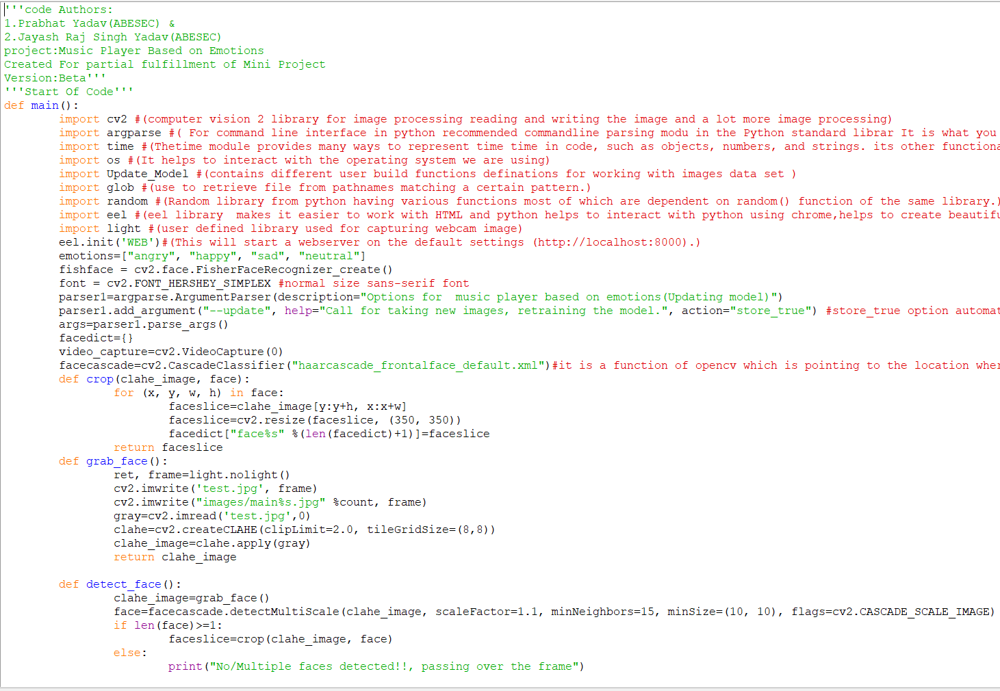 '''code Authors:
1.Prabhat Yadav(ABESEC) &
2.Jayash Raj Singh Yadav(ABESEC)
project:Music Player Based on Emotions
Created For partial fulfillment of Mini Project
Version:Beta'''
'''Start Of Code'''
def main():
        import cv2 #(computer vision 2 library for image processing reading and writing the image and a lot more image processing)
        import argparse #( For command line interface in python recommended commandline parsing modu in the Python standard librar It is what you
        import time #(Thetime module provides many ways to represent time time in code, such as objects, numbers, and strings. its other functiona
        import os #(It helps to interact with the operating system we are using)
        import Update_Model #(contains different user build functions definations for working with images data set )
        import glob #(use to retrieve file from pathnames matching a certain pattern.)
        import random #(Random library from python having various functions most of which are dependent on random() function of the same library.)
        import eel #(eel library  makes it easier to work with HTML and python helps to interact with python using chrome,helps to create beautifu
        import light #(user defined library used for capturing webcam image)
        eel.init('WEB')#(This will start a webserver on the default settings (http://localhost:8000).)
        emotions=["angry", "happy", "sad", "neutral"]
        fishface = cv2.face.FisherFaceRecognizer_create()
        font = cv2.FONT_HERSHEY_SIMPLEX #normal size sans-serif font
        parser1=argparse.ArgumentParser(description="Options for  music player based on emotions(Updating model)")
        parser1.add_argument("--update", help="Call for taking new images, retraining the model.", action="store_true") #store_true option automat
        args=parser1.parse_args()
        facedict={}
        video_capture=cv2.VideoCapture(0)
        facecascade=cv2.CascadeClassifier("haarcascade_frontalface_default.xml")#it is a function of opencv which is pointing to the location wher
        def crop(clahe_image, face):
                for (x, y, w, h) in face:
                        faceslice=clahe_image[y:y+h, x:x+w]
                        faceslice=cv2.resize(faceslice, (350, 350))
                        facedict["face%s" %(len(facedict)+1)]=faceslice
                return faceslice
        def grab_face():
                ret, frame=light.nolight()
                cv2.imwrite('test.jpg', frame)
                cv2.imwrite("images/main%s.jpg" %count, frame)
                gray=cv2.imread('test.jpg',0)
                clahe=cv2.createCLAHE(clipLimit=2.0, tileGridSize=(8,8))
                clahe_image=clahe.apply(gray)
                return clahe_image
        def detect_face():
                clahe_image=grab_face()
                face=facecascade.detectMultiScale(clahe_image, scaleFactor=1.1, minNeighbors=15, minSize=(10, 10), flags=cv2.CASCADE_SCALE_IMAGE)
                if len(face)>=1:
                        faceslice=crop(clahe_image, face)
                else:
                        print("No/Multiple faces detected!!, passing over the frame")